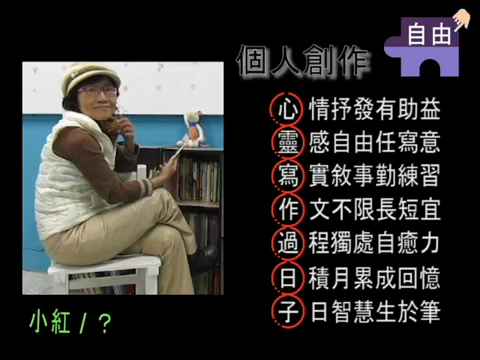 自由
個人創作
心情抒發有助益
靈感自由任寫意
寫實敘事勤練習
作文不限長短宜
過程獨處自癒力
日積月累成回憶
子日智慧生於筆
小紅 / ?